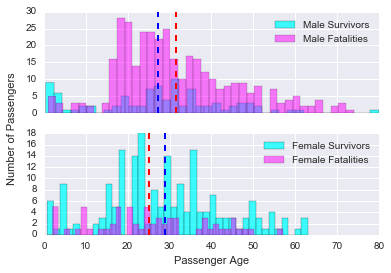 30
25
20
15
10
5
0
Male Survivors
Male Fatalities
Number of Passengers
18
16
14
12
10
8
6
4
2
0
Female Survivors
Female Fatalities
0 10 20 30 40 50 60 70 80
Passenger Age